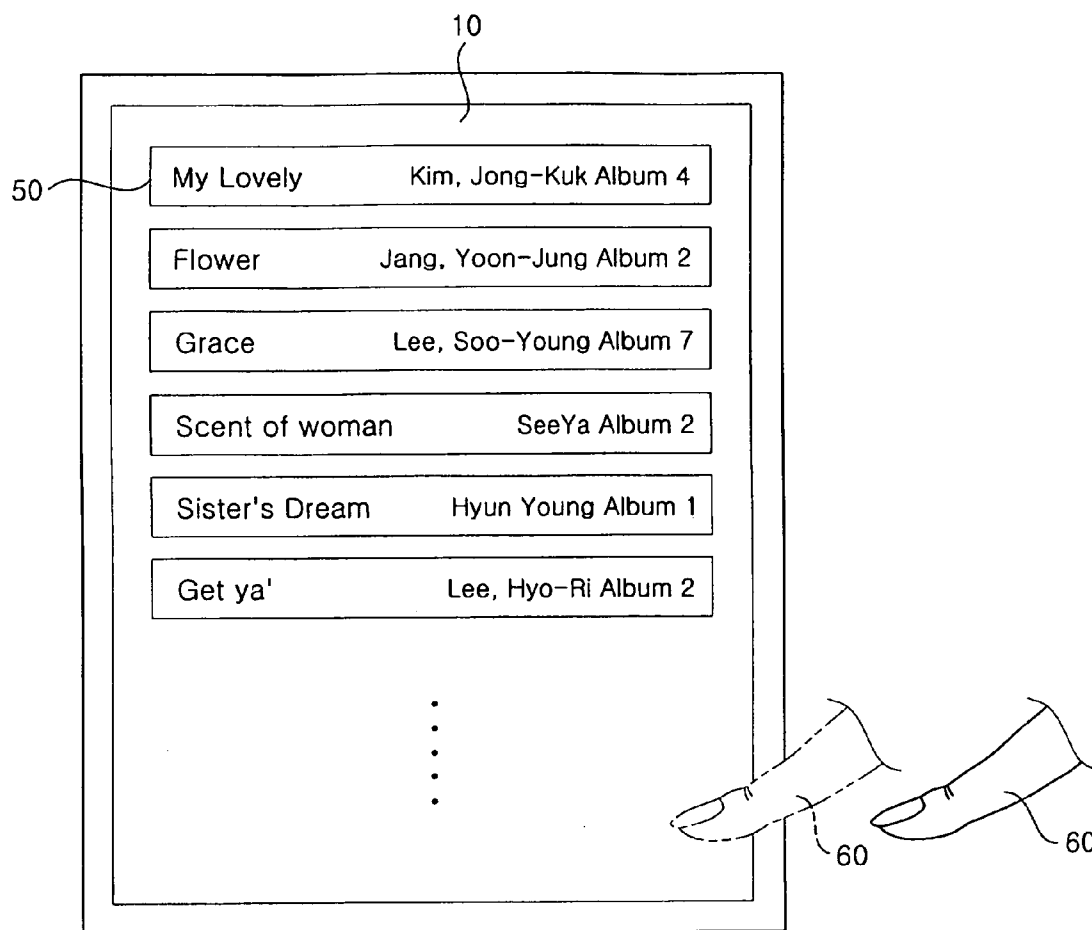 10
50
My Lovely Kim, Jong-Kuk Album 4
Flower Jang, Yoon-Jung Album 2
Grace Lee, Soo-Young Album 7
Scent of woman SeeYa Album 2
Sister's Dream Hyun Young Album 1
Get ya' Lee, Hyo-Ri Album 2
60 60